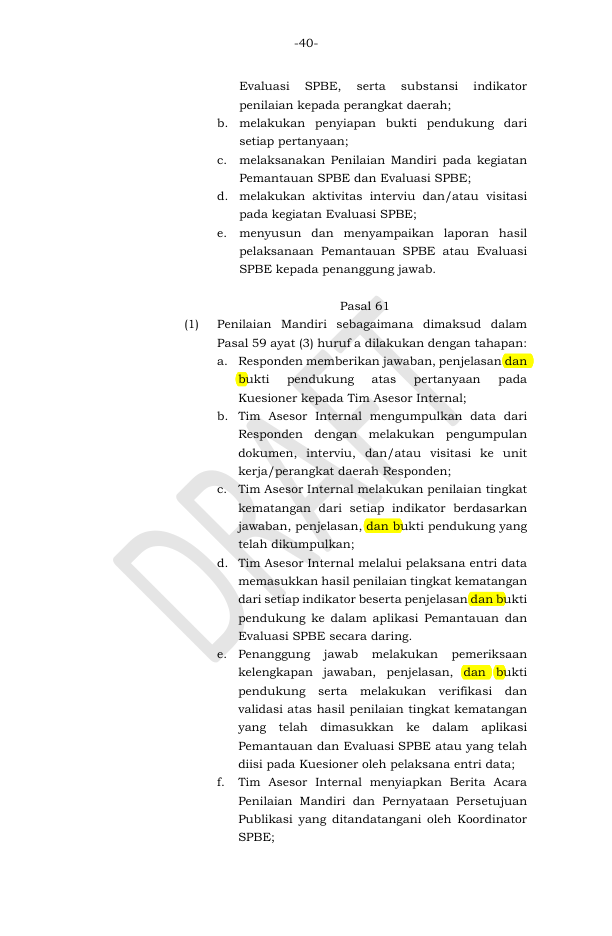 -40-
Evaluasi SPBE, serta substansi indikator
penilaian kepada perangkat daerah;
b. melakukan penyiapan bukti pendukung dari
setiap pertanyaan;
c. melaksanakan Penilaian Mandiri pada kegiatan
Pemantauan SPBE dan Evaluasi SPBE;
d. melakukan aktivitas interviu dan/atau visitasi
pada kegiatan Evaluasi SPBE;
e. menyusun dan menyampaikan laporan hasil
pelaksanaan Pemantauan SPBE atau Evaluasi
SPBE kepada penanggung jawab.
Pasal 61
(1) Penilaian Mandiri sebagaimana dimaksud dalam
Pasal 59 ayat (3) huruf a dilakukan dengan tahapan:
a. Responden memberikan jawaban, penjelasan dan
bukti pendukung atas pertanyaan pada
Kuesioner kepada Tim Asesor Internal;
b. Tim Asesor Internal mengumpulkan data dari
Responden dengan melakukan pengumpulan
dokumen, interviu, dan/atau visitasi ke unit
kerja/perangkat daerah Responden;
c. Tim Asesor Internal melakukan penilaian tingkat
kematangan dari setiap indikator berdasarkan
jawaban, penjelasan, dan bukti pendukung yang
telah dikumpulkan;
d. Tim Asesor Internal melalui pelaksana entri data
memasukkan hasil penilaian tingkat kematangan
dari setiap indikator beserta penjelasan dan bukti
pendukung ke dalam aplikasi Pemantauan dan
Evaluasi SPBE secara daring.
e. Penanggung jawab melakukan pemeriksaan
kelengkapan jawaban, penjelasan, dan bukti
pendukung serta melakukan verifikasi dan
validasi atas hasil penilaian tingkat kematangan
yang telah dimasukkan ke dalam aplikasi
Pemantauan dan Evaluasi SPBE atau yang telah
diisi pada Kuesioner oleh pelaksana entri data;
f. Tim Asesor Internal menyiapkan Berita Acara
Penilaian Mandiri dan Pernyataan Persetujuan
Publikasi yang ditandatangani oleh Koordinator
SPBE;
DRAFT